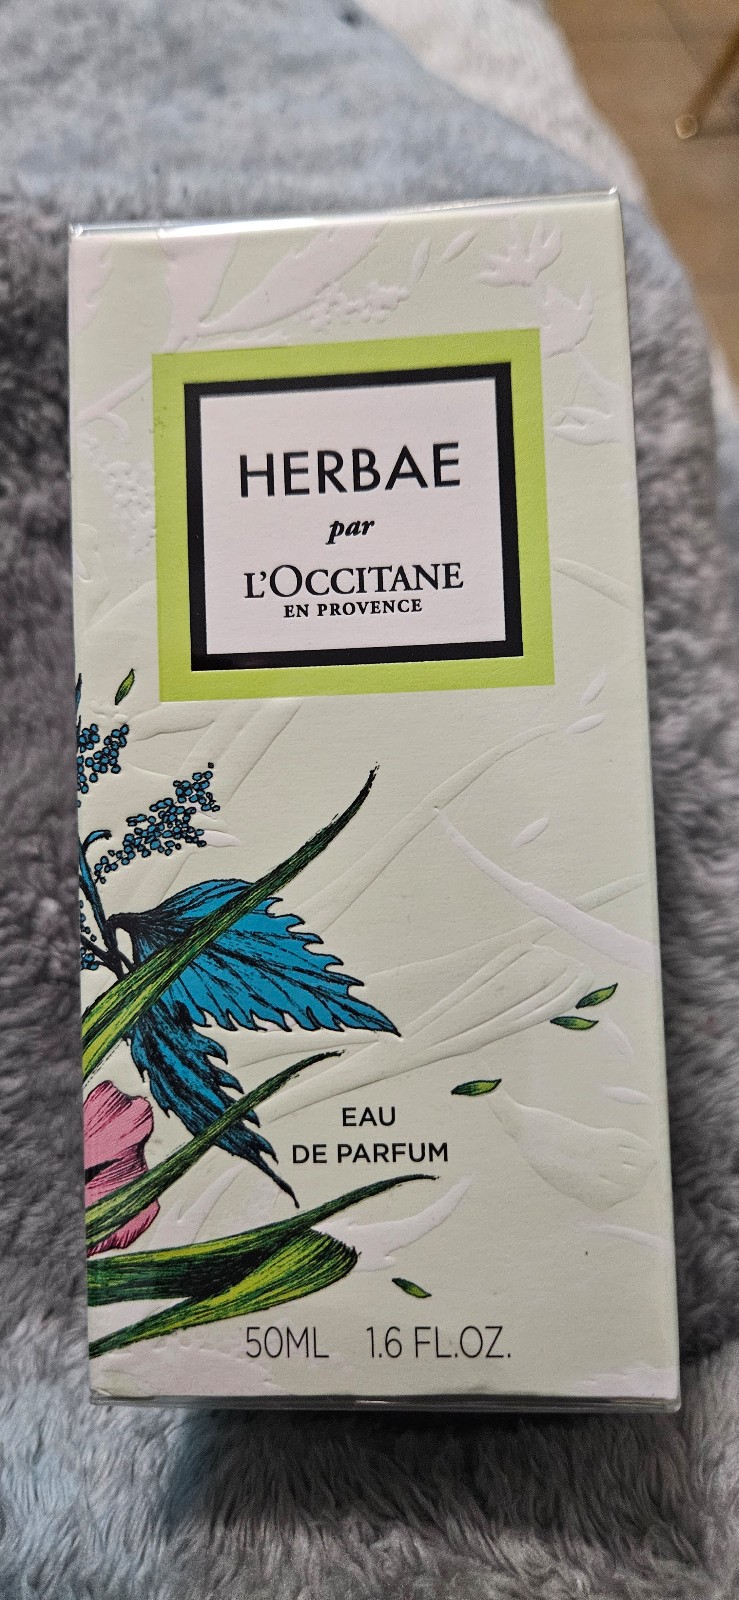 HERBAE
par
L'OCCITANE
EN PROVENCE
EAU
DE PARFUM
50ML 1.6 FL.OZ.